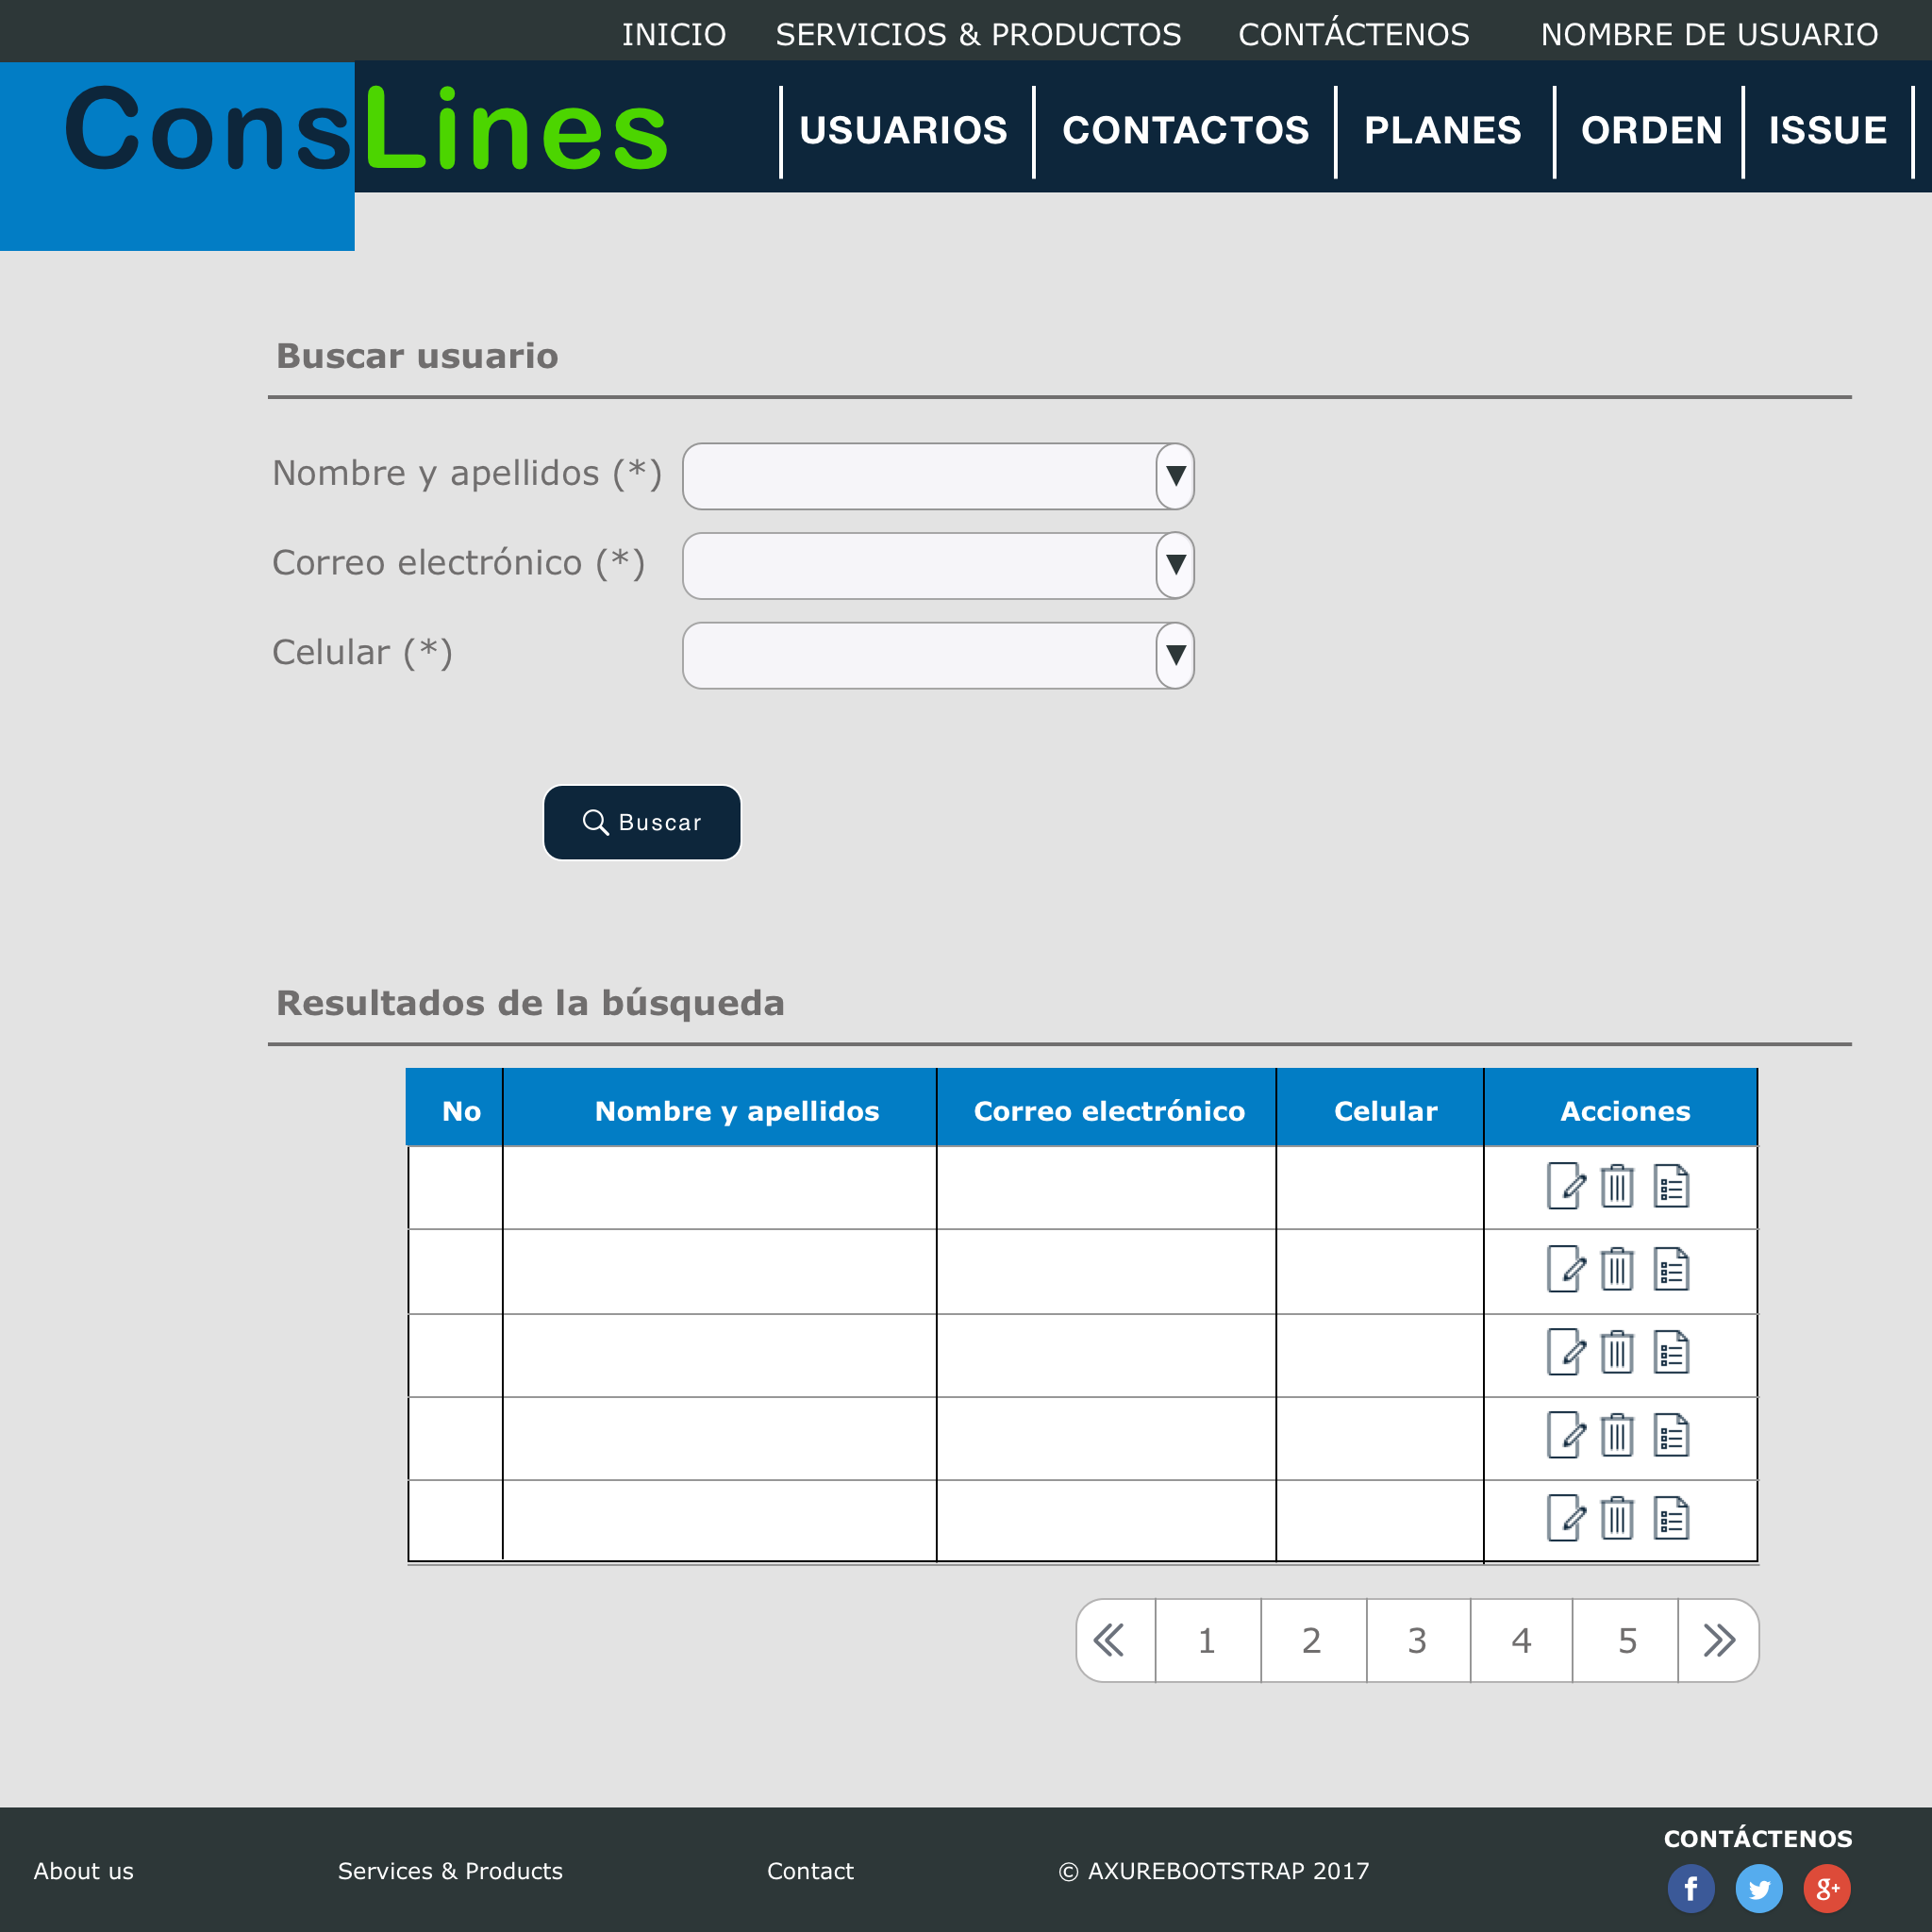 INICIO SERVICIOS & PRODUCTOS CONTÁCTENOS NOMBRE DE USUARIO
ConsLines
USUARIOS CONTACTOS PLANES ORDEN ISSUE
Buscar usuario
Nombre y apellidos (*)
Correo electrónico (*)
Celular (*)
Buscar
Resultados de la búsqueda
No Nombre y apellidos Correo electrónico Celular Acciones
1 2 3 4 5
CONTÁCTENOS
About us Services & Products Contact © AXUREBOOTSTRAP 2017
f g+